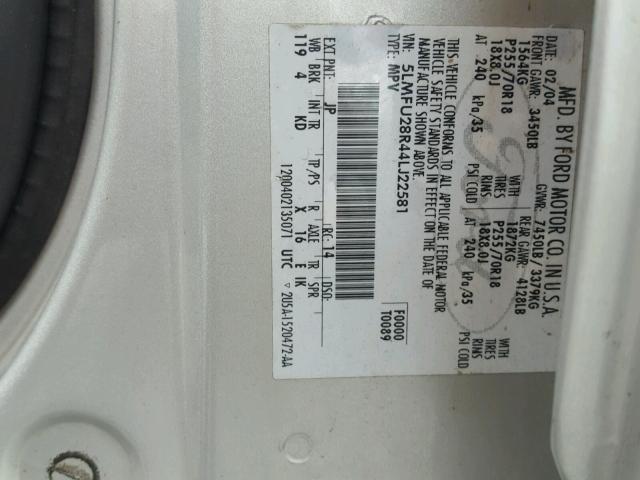 MFD. BY FORD MOTOR CO. IN U.S.A.
DATE: 02/04 GVWR: 7450LB/ 3379KG
FRONT GAWR: 3450LB REAR GAWR: 4128LB
1564KG WITH 1872KG WITH
P255/70R18 TIRES P255/70R18 TIRES
18X8.0J RIMS 18X8.0J RIMS
AT 240 kPa/35 PSI COLD AT 240 kPa/35 PSI COLD
THIS VEHICLE CONFORMS TO ALL APPLICABLE FEDERAL MOTOR
VEHICLE SAFETY STANDARDS IN EFFECT ON THE DATE OF
MANUFACTURE SHOWN ABOVE.
VIN: 5LMFU28R44LJ22581 F0000
TYPE: MPV T0089
EXT PNT: JP RC: 14 DSO:
WB BRK INT TR TP/PS R AXLE TR SPR
119 4 KD X 16 E IK
1200402135071 UTC ▽ 2U5A-1520472-AA